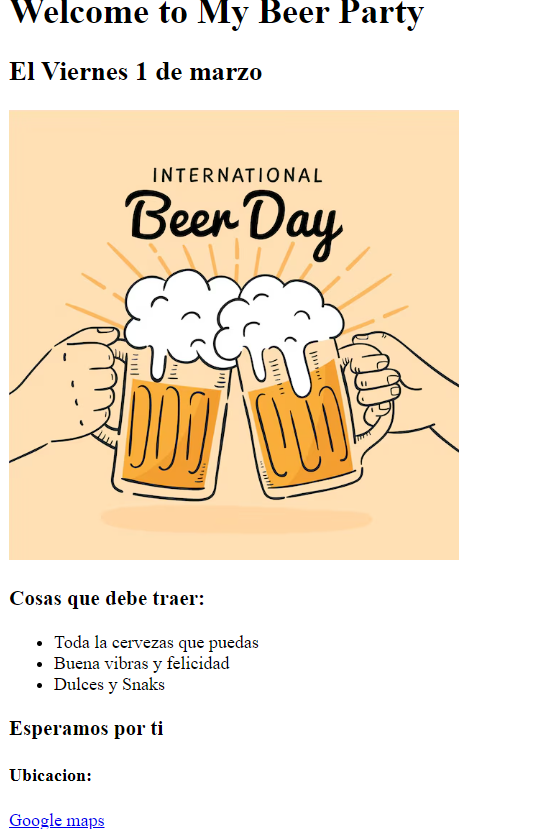 Welcome to My Beer Party
El Viernes 1 de marzo
INTERNATIONAL
Beer Day
Cosas que debe traer:
• Toda la cervezas que puedas
• Buena vibras y felicidad
• Dulces y Snaks
Esperamos por ti
Ubicacion:
Google maps